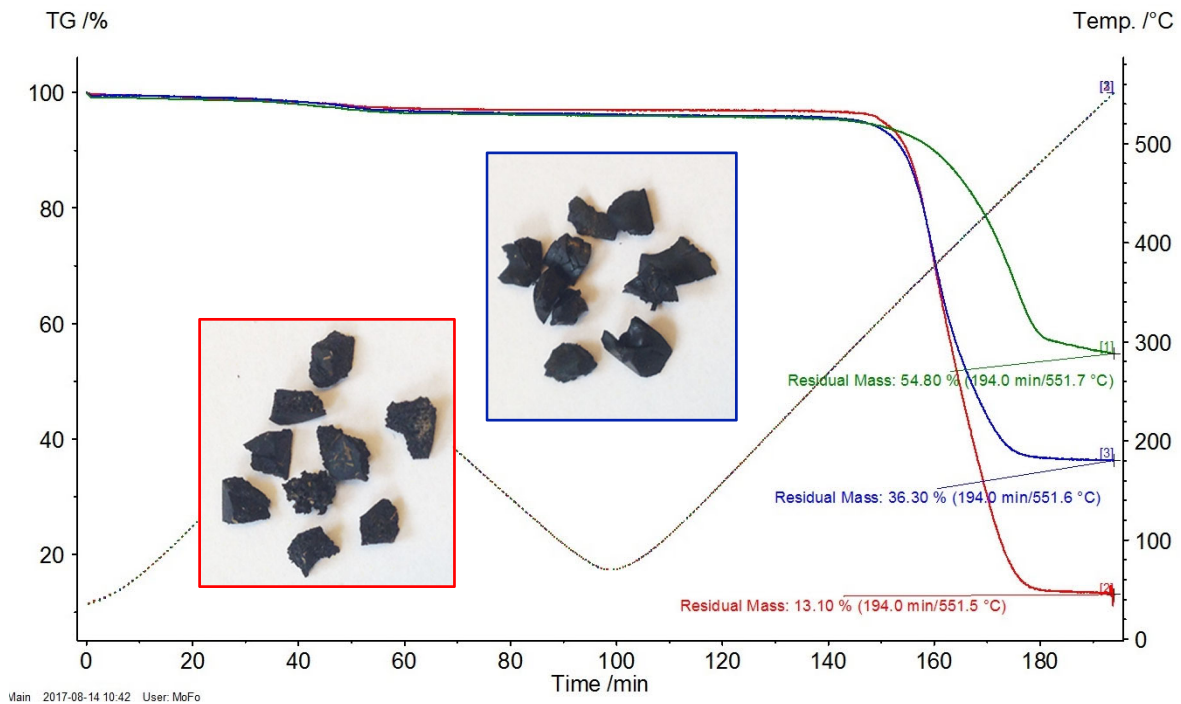 TG /%
Temp. /°C
100
80
60
40
20
500
400
300
200
100
0
[1]
Residual Mass: 54.80 % (194.0 min/551.7 °C)
[3]
Residual Mass: 36.30 % (194.0 min/551.6 °C)
[2]
Residual Mass: 13.10 % (194.0 min/551.5 °C)
0 20 40 60 80 100 120 140 160 180
Time /min
Main 2017-08-14 10:42 User: MoFo